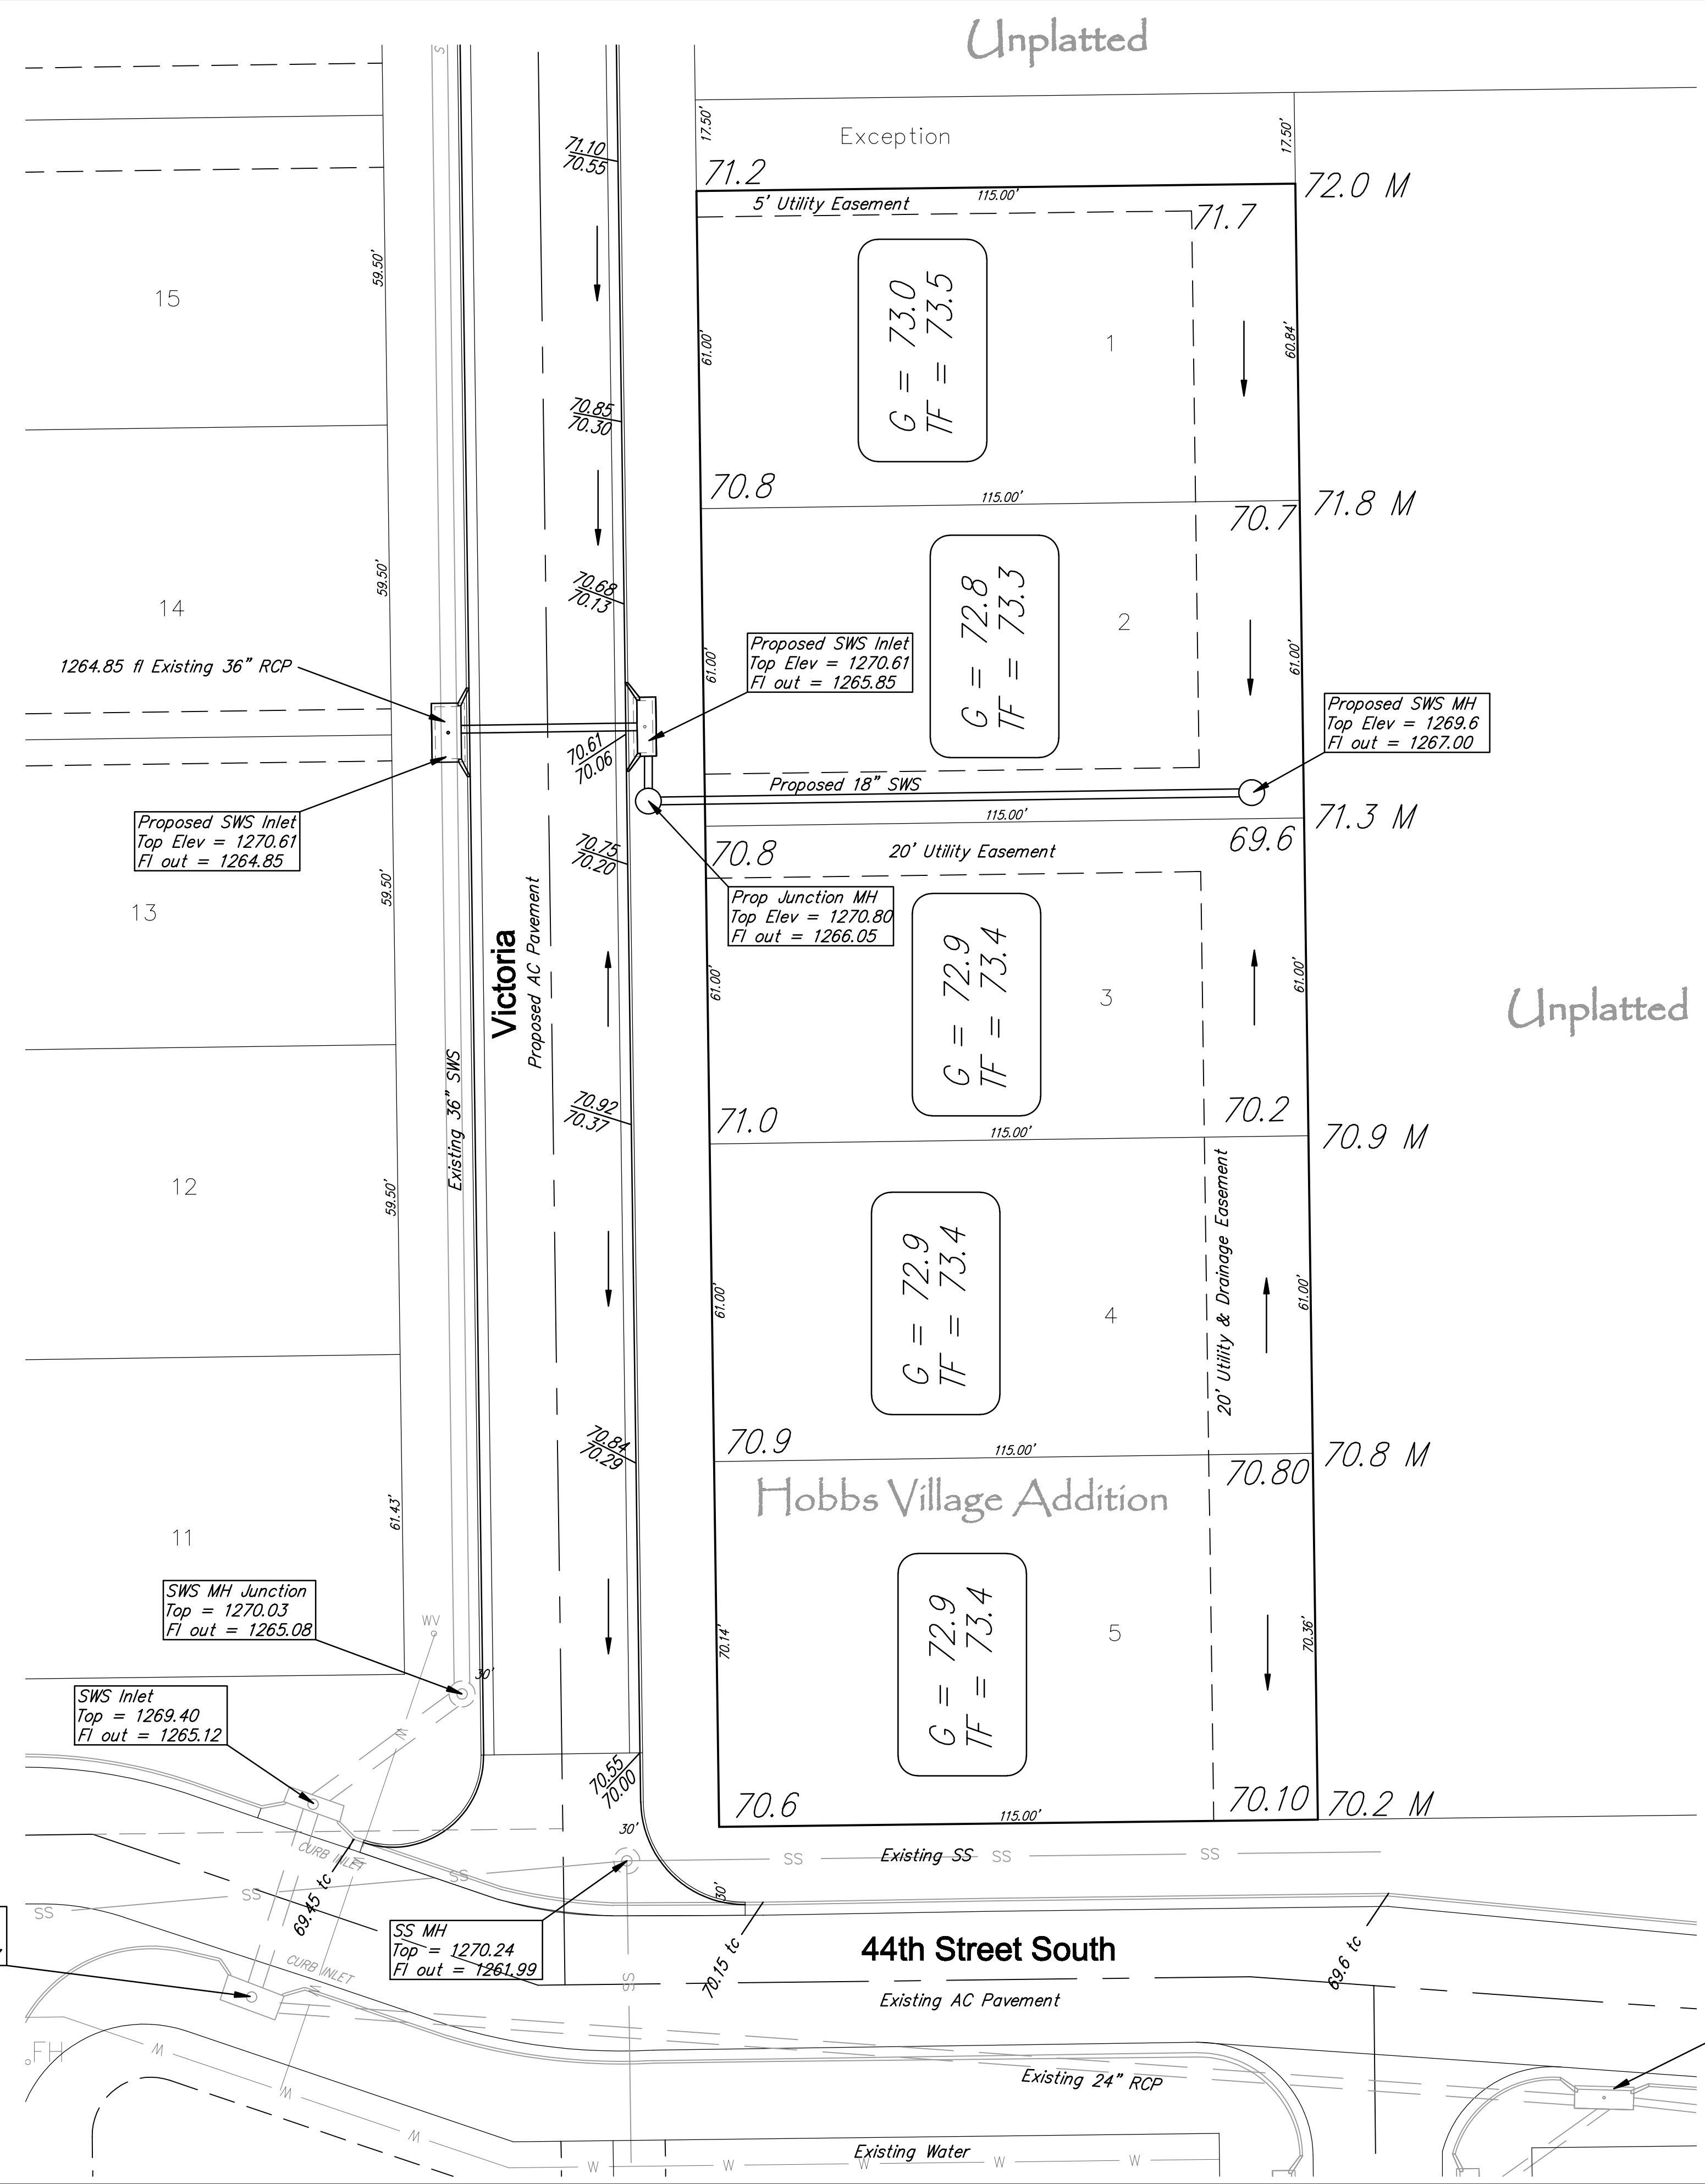 Unplatted
S
17.50'
Exception
17.50'
71.10
70.55
71.2
72.0 M
115.00'
5' Utility Easement
71.7
15
59.50'
G = 73.0
TF = 73.5
1
61.00'
60.84'
70.85
70.30
70.8
115.00'
71.8 M
70.7
70.68
70.13
14
59.50'
G = 72.8
TF = 73.3
2
61.00'
61.00'
1264.85 fl Existing 36" RCP
Proposed SWS Inlet
Top Elev = 1270.61
Fl out = 1265.85
Proposed SWS MH
Top Elev = 1269.6
Fl out = 1267.00
70.61
70.06
Proposed 18" SWS
Proposed SWS Inlet
Top Elev = 1270.61
Fl out = 1264.85
115.00'
71.3 M
70.75
70.20
70.8
20' Utility Easement
69.6
13
59.50'
Prop Junction MH
Top Elev = 1270.80
Fl out = 1266.05
Victoria
Proposed AC Pavement
G = 72.9
TF = 73.4
3
61.00'
61.00'
Unplatted
Existing 36" SWS
70.92
70.37
71.0
115.00'
70.2
70.9 M
12
59.50'
G = 72.9
TF = 73.4
4
61.00'
61.00'
20' Utility & Drainage Easement
70.84
70.29
70.9
115.00'
70.8 M
70.80
Hobbs Village Addition
11
61.43'
SWS MH Junction
Top = 1270.03
Fl out = 1265.08
WV
30'
G = 72.9
TF = 73.4
5
70.14'
70.36'
SWS Inlet
Top = 1269.40
Fl out = 1265.12
W
70.55
70.00
70.6
115.00'
70.10
70.2 M
30'
CURB INLET
W
SS
Existing SS
SS
SS
SS
SS
SS
30'
69.45 tc
SS MH
Top = 1270.24
Fl out = 1261.99
44th Street South
70.15 tc
69.6 tc
CURB INLET
W
SS
Existing AC Pavement
FH
W
W
W
Existing 24" RCP
Existing Water
W
W
W
W
W